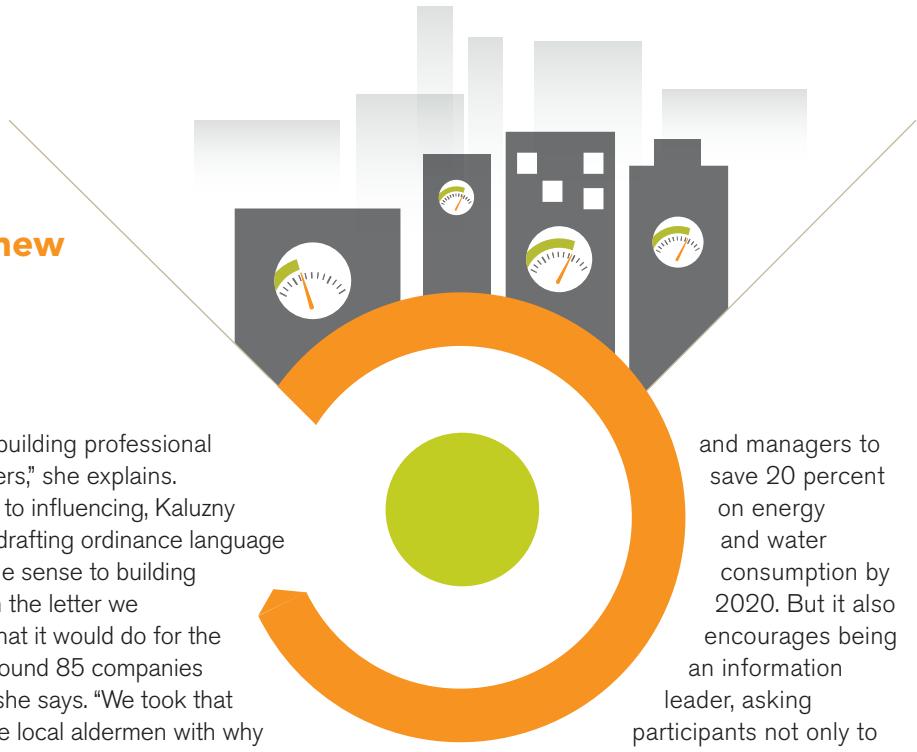 new
building professional
ers,” she explains.
to influencing, Kaluzny
drafting ordinance language
e sense to building
n the letter we
hat it would do for the
ound 85 companies
she says. “We took that
e local aldermen with why
and managers to
save 20 percent
on energy
and water
consumption by
2020. But it also
encourages being
an information
leader, asking
participants not only to